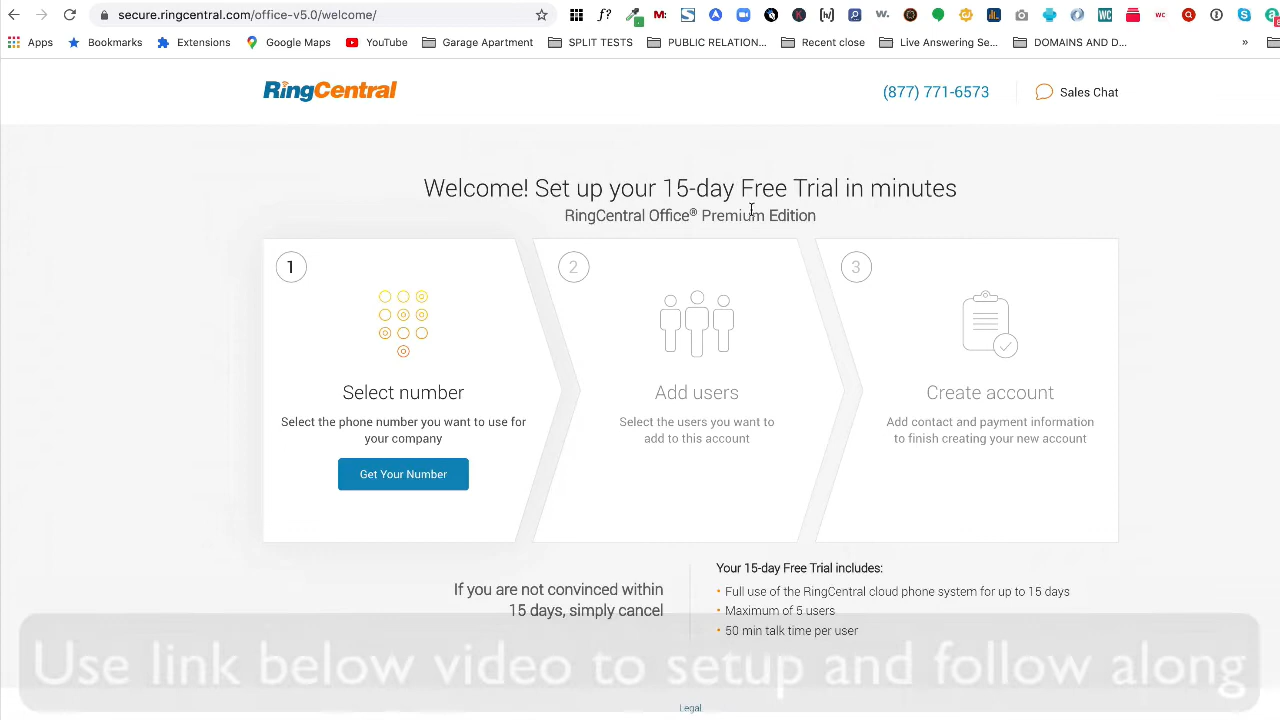 secure.ringcentral.com/office-v5.0/welcome/
Apps Bookmarks Extensions Google Maps YouTube Garage Apartment SPLIT TESTS PUBLIC RELATION... Recent close Live Answering Se... DOMAINS AND D... »
RingCentral
(877) 771-6573
Sales Chat
Welcome! Set up your 15-day Free Trial in minutes
RingCentral Office® Premium Edition
1
Select number
Select the phone number you want to use for
your company
Get Your Number
2
Add users
Select the users you want to
add to this account
3
Create account
Add contact and payment information
to finish creating your new account
If you are not convinced within
15 days, simply cancel
Your 15-day Free Trial includes:
• Full use of the RingCentral cloud phone system for up to 15 days
• Maximum of 5 users
• 50 min talk time per user
Use link below video to setup and follow along
Legal